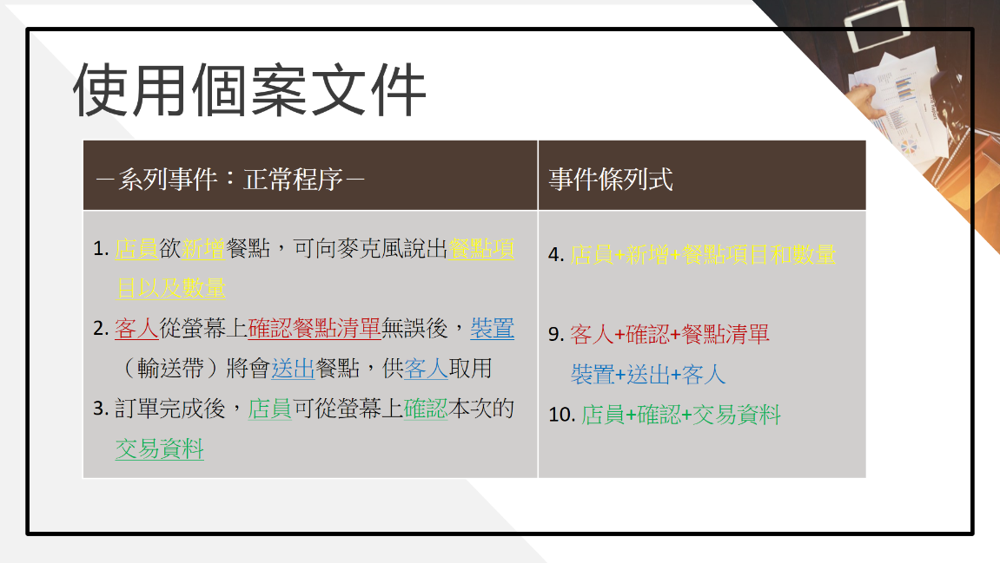 使用個案文件
－系列事件：正常程序－
事件條列式
1. 店員欲新增餐點，可向麥克風說出餐點項
目以及數量
2. 客人從螢幕上確認餐點清單無誤後，裝置
（輸送帶）將會送出餐點，供客人取用
3. 訂單完成後，店員可從螢幕上確認本次的
交易資料
4. 店員+新增+餐點項目和數量
9. 客人+確認+餐點清單
裝置+送出+客人
10. 店員+確認+交易資料